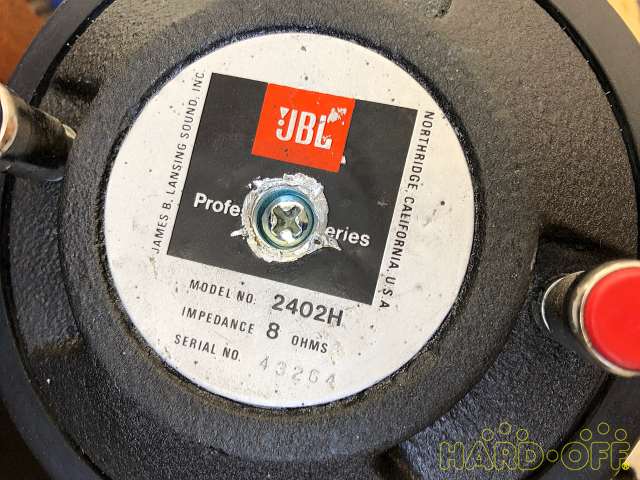 JBL
JAMES B. LANSING SOUND, INC.
NORTHRIDGE, CALIFORNIA, U.S.A
Profe eries
MODEL NO. 2402H
IMPEDANCE 8 OHMS
SERIAL NO. 43264
HARD·OFF